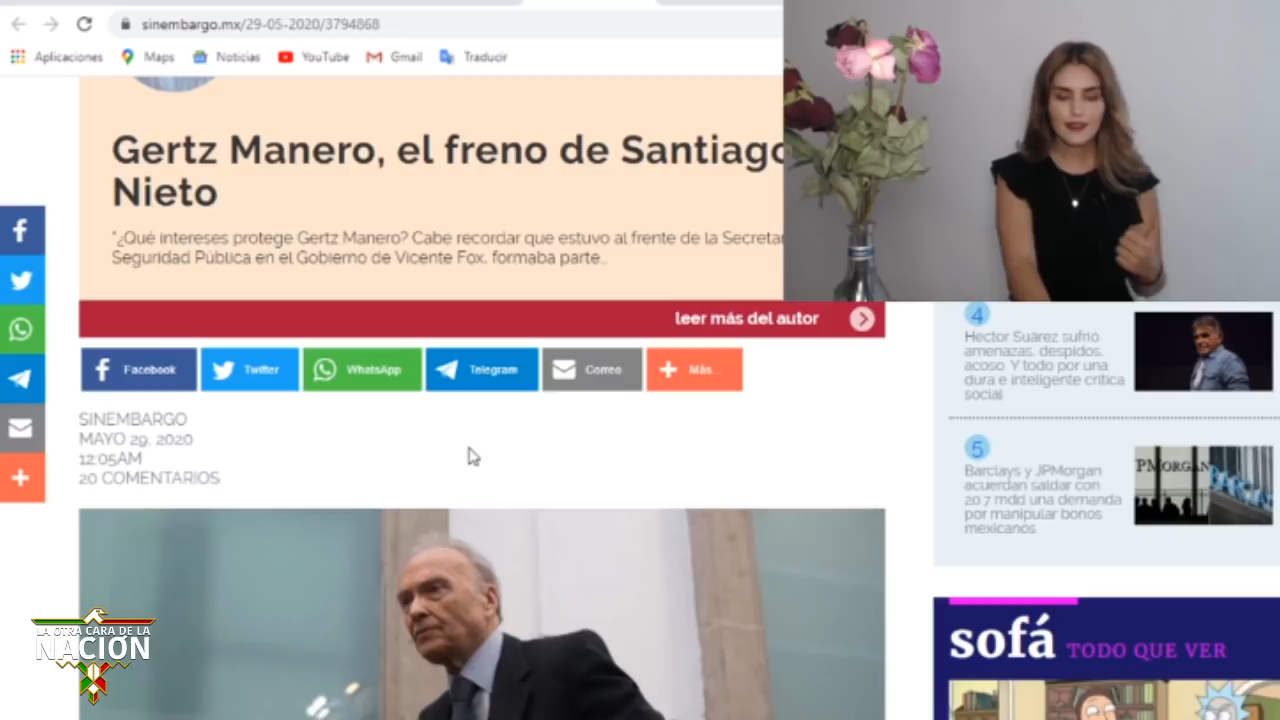 sinembargo.mx/29-05-2020/3794868
Aplicaciones
Maps
Noticias
YouTube
Gmail
Traducir
Gertz Manero, el freno de Santiago
Nieto
"¿Qué intereses protege Gertz Manero? Cabe recordar que estuvo al frente de la
Seguridad Pública en el Gobierno de Vicente Fox, formaba parte...
leer más del autor
Facebook
Twitter
WhatsApp
Telegram
Correo
Más...
SINEMBARGO
MAYO 29, 2020
12:05AM
20 COMENTARIOS
4
Héctor Suárez sufrió
amenazas, despidos,
acoso. Y todo por una
dura e inteligente crítica
social
5
Barclays y JPMorgan
acuerdan saldar con
20.7 mdd una demanda
por manipular bonos
mexicanos
PMORGAN
BARCLAYS
sofá TODO QUE VER
LA OTRA CARA DE LA
NACIÓN